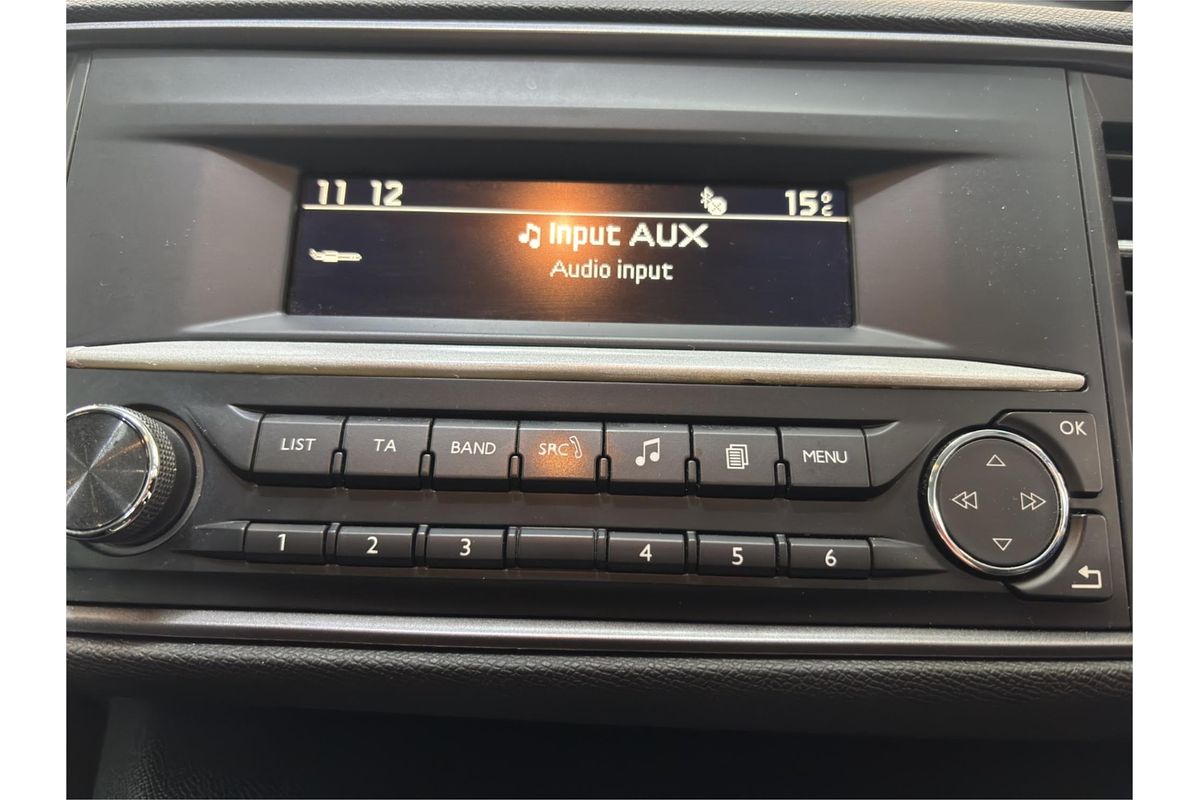 11 12 15°C
Input AUX
Audio input
LIST TA BAND SRC MENU OK
1 2 3 4 5 6